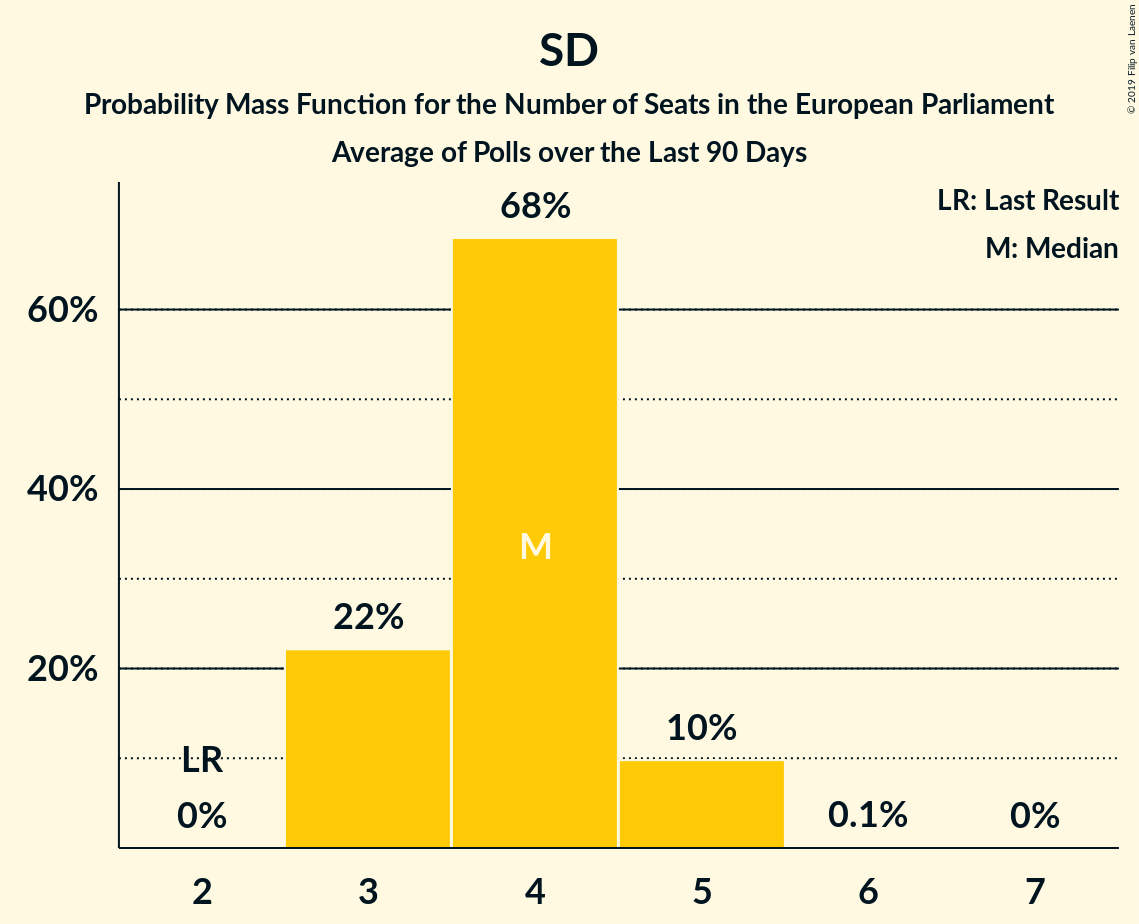 SD
Probability Mass Function for the Number of Seats in the European Parliament
Average of Polls over the Last 90 Days
© 2019 Filip van Laenen
LR: Last Result
M: Median
68%
60%
40%
M
22%
20%
10%
LR
0%
0.1%
0%
2 3 4 5 6 7